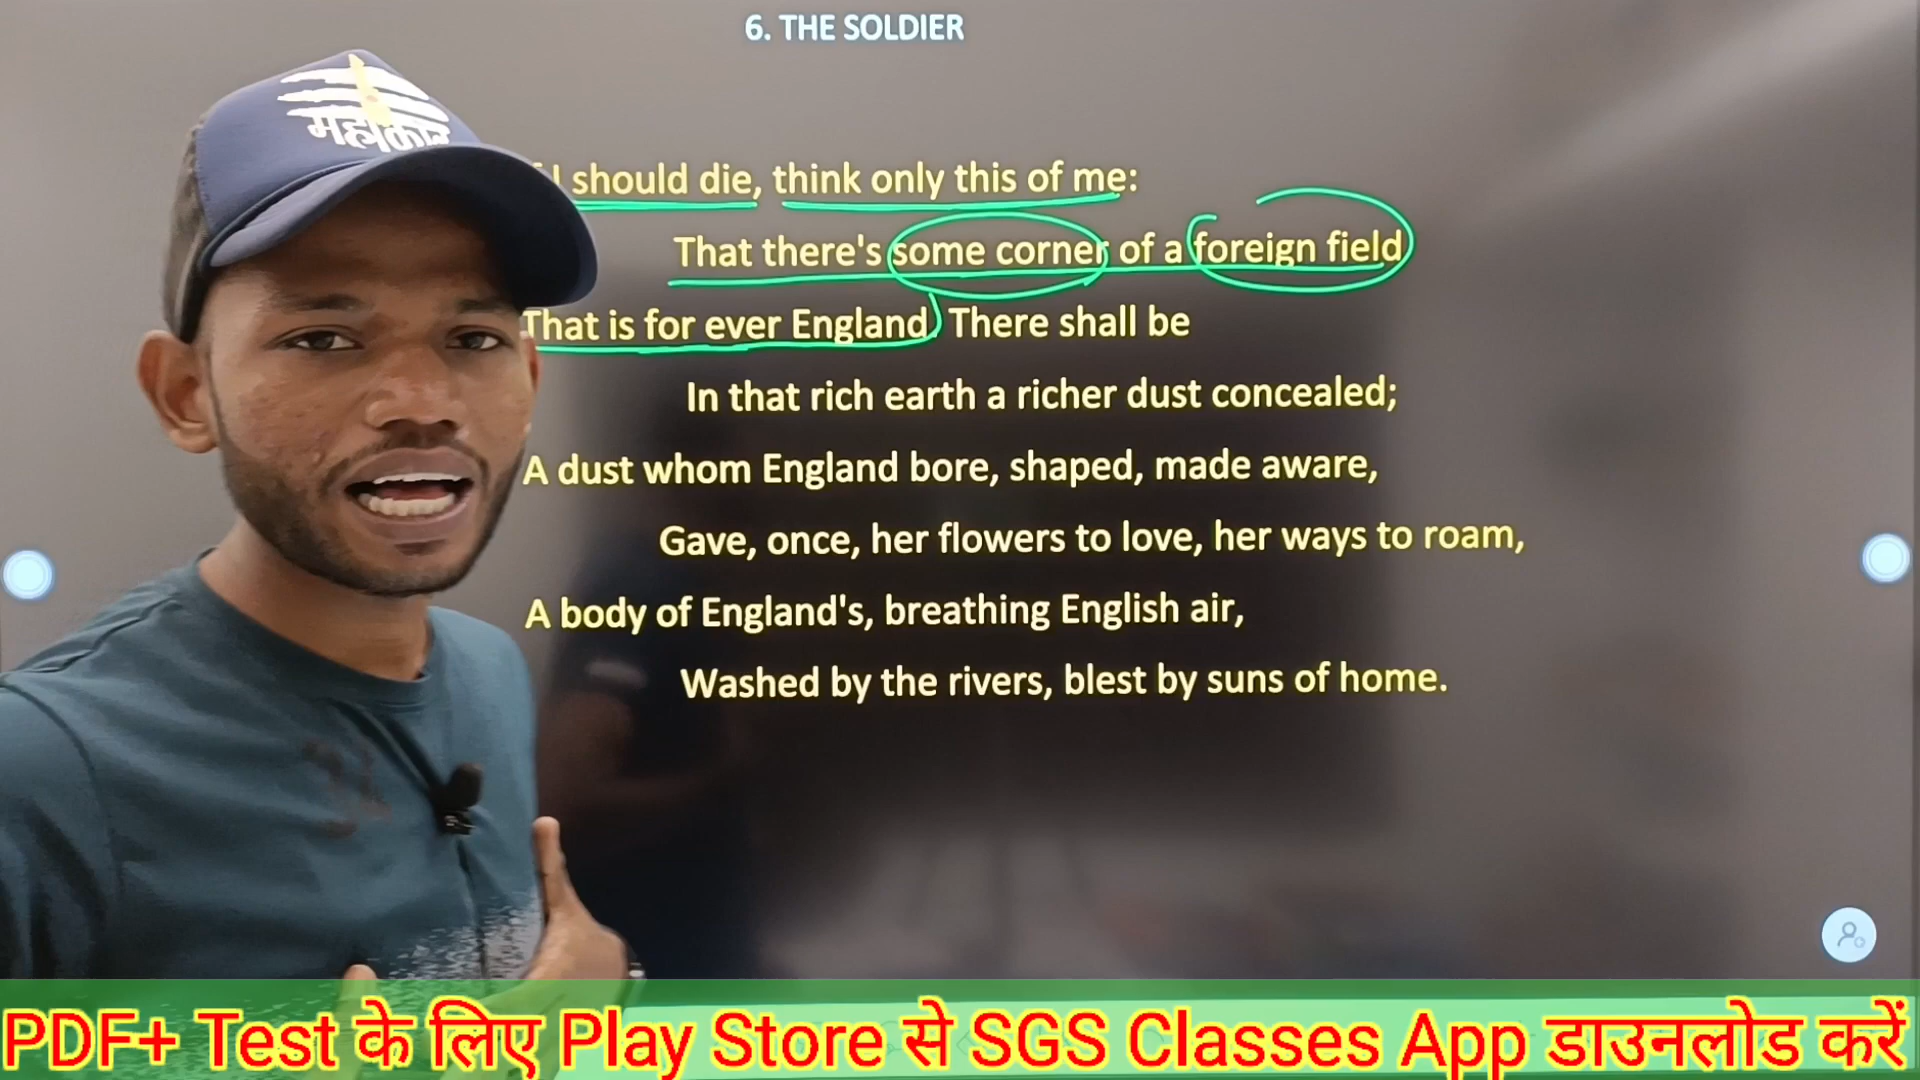 6. THE SOLDIER
महाकाल
I should die, think only this of me:
That there's some corner of a foreign field
That is for ever England. There shall be
In that rich earth a richer dust concealed;
A dust whom England bore, shaped, made aware,
Gave, once, her flowers to love, her ways to roam,
A body of England's, breathing English air,
Washed by the rivers, blest by suns of home.
PDF+ Test के लिए Play Store से SGS Classes App डाउनलोड करें